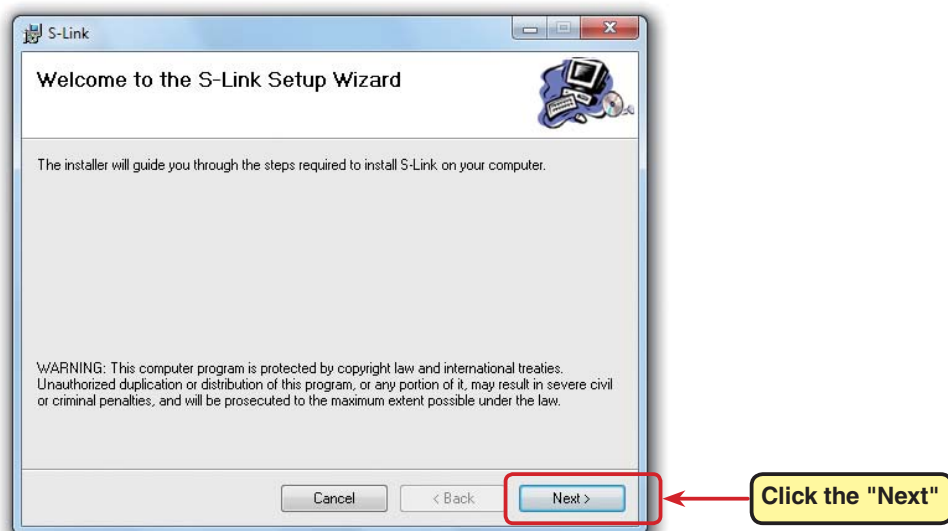 S-Link
Welcome to the S-Link Setup Wizard
The installer will guide you through the steps required to install S-Link on your computer.
WARNING: This computer program is protected by copyright law and international treaties.
Unauthorized duplication or distribution of this program, or any portion of it, may result in severe civil
or criminal penalties, and will be prosecuted to the maximum extent possible under the law.
Cancel
< Back
Next >
Click the "Next"